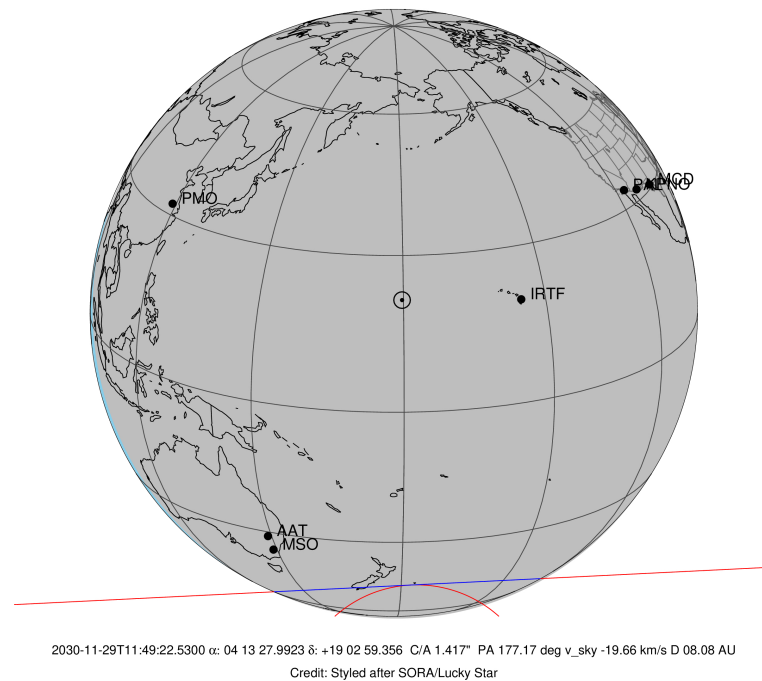 MCD
PAL KPNO
PMO
IRTF
AAT
MSO
2030-11-29T11:49:22.5300 α: 04 13 27.9923 δ: +19 02 59.356 C/A 1.417" PA 177.17 deg v_sky -19.66 km/s D 08.08 AU
Credit: Styled after SORA/Lucky Star